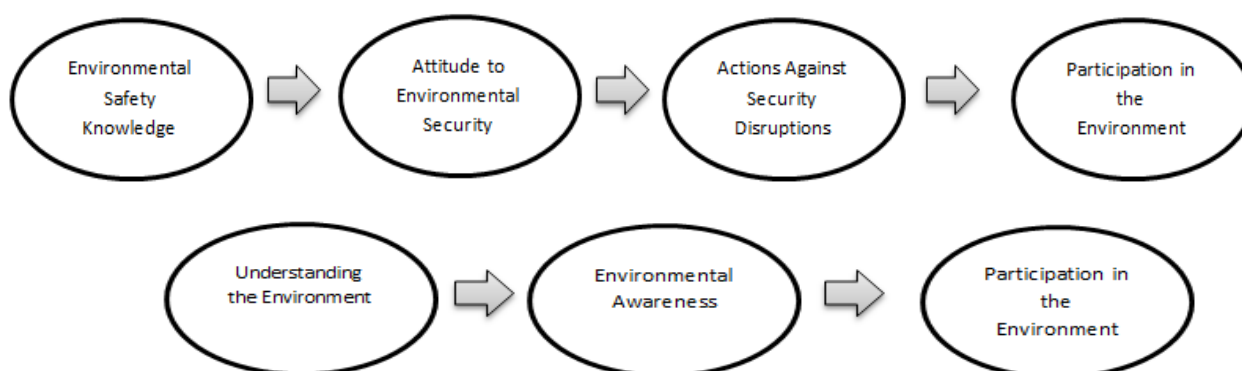 Environmental
Safety
Knowledge
Attitude to
Environmental
Security
Actions Against
Security
Disruptions
Participation in
the
Environment
Understanding
the Environment
Environmental
Awareness
Participation in
the
Environment